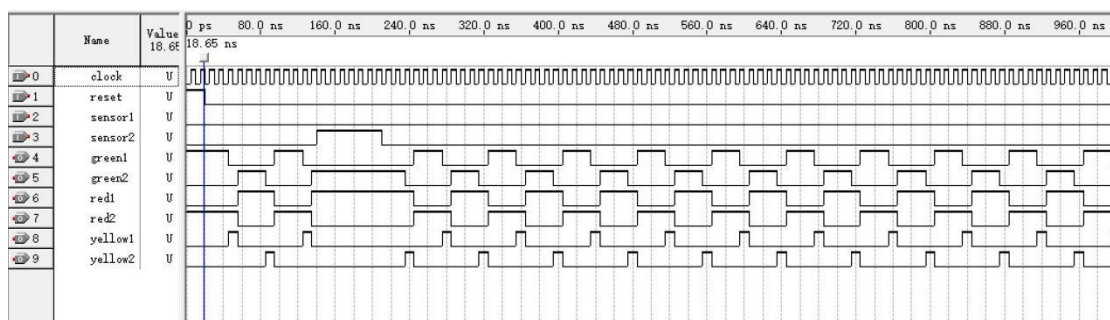 Name Value 18.65 0 ps 80.0 ns 160.0 ns 240.0 ns 320.0 ns 400.0 ns 480.0 ns 560.0 ns 640.0 ns 720.0 ns 800.0 ns 880.0 ns 960.0 ns
18.65 ns
0 clock U
1 reset U
2 sensor1 U
3 sensor2 U
4 green1 U
5 green2 U
6 red1 U
7 red2 U
8 yellow1 U
9 yellow2 U